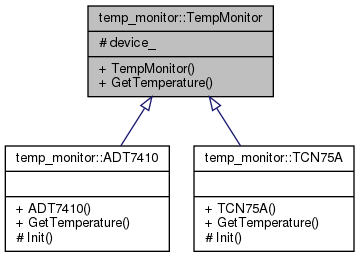 temp_monitor::TempMonitor
# device_
+ TempMonitor()
+ GetTemperature()
temp_monitor::ADT7410
+ ADT7410()
+ GetTemperature()
# Init()
temp_monitor::TCN75A
+ TCN75A()
+ GetTemperature()
# Init()